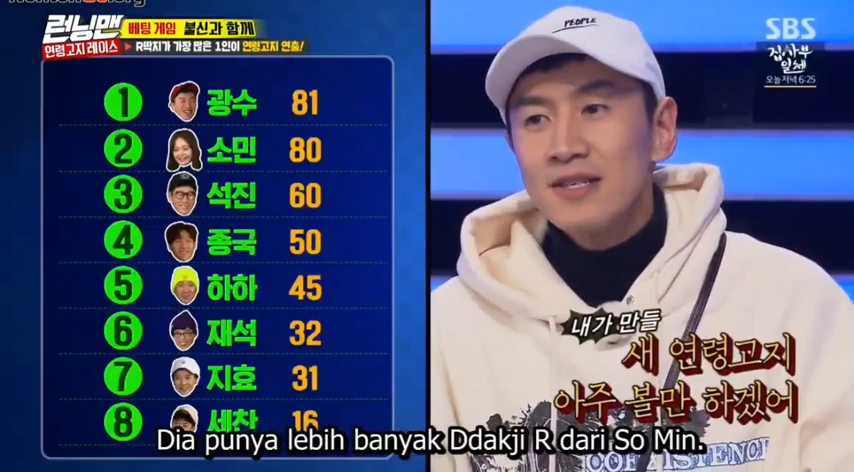 런닝맨
연령고지 레이스
베팅 게임 불신과 함께
▶ R딱지가 가장 많은 1인이 연령고지 연출!
1 광수 81
2 소민 80
3 석진 60
4 종국 50
5 하하 45
6 재석 32
7 지효 31
8 세찬 16
PEOPLE
SBS
집사부일체
오늘저녁 6:25
내가 만들
새 연령고지
아주 볼만 하겠어
Dia punya lebih banyak Ddakji R dari So Min.